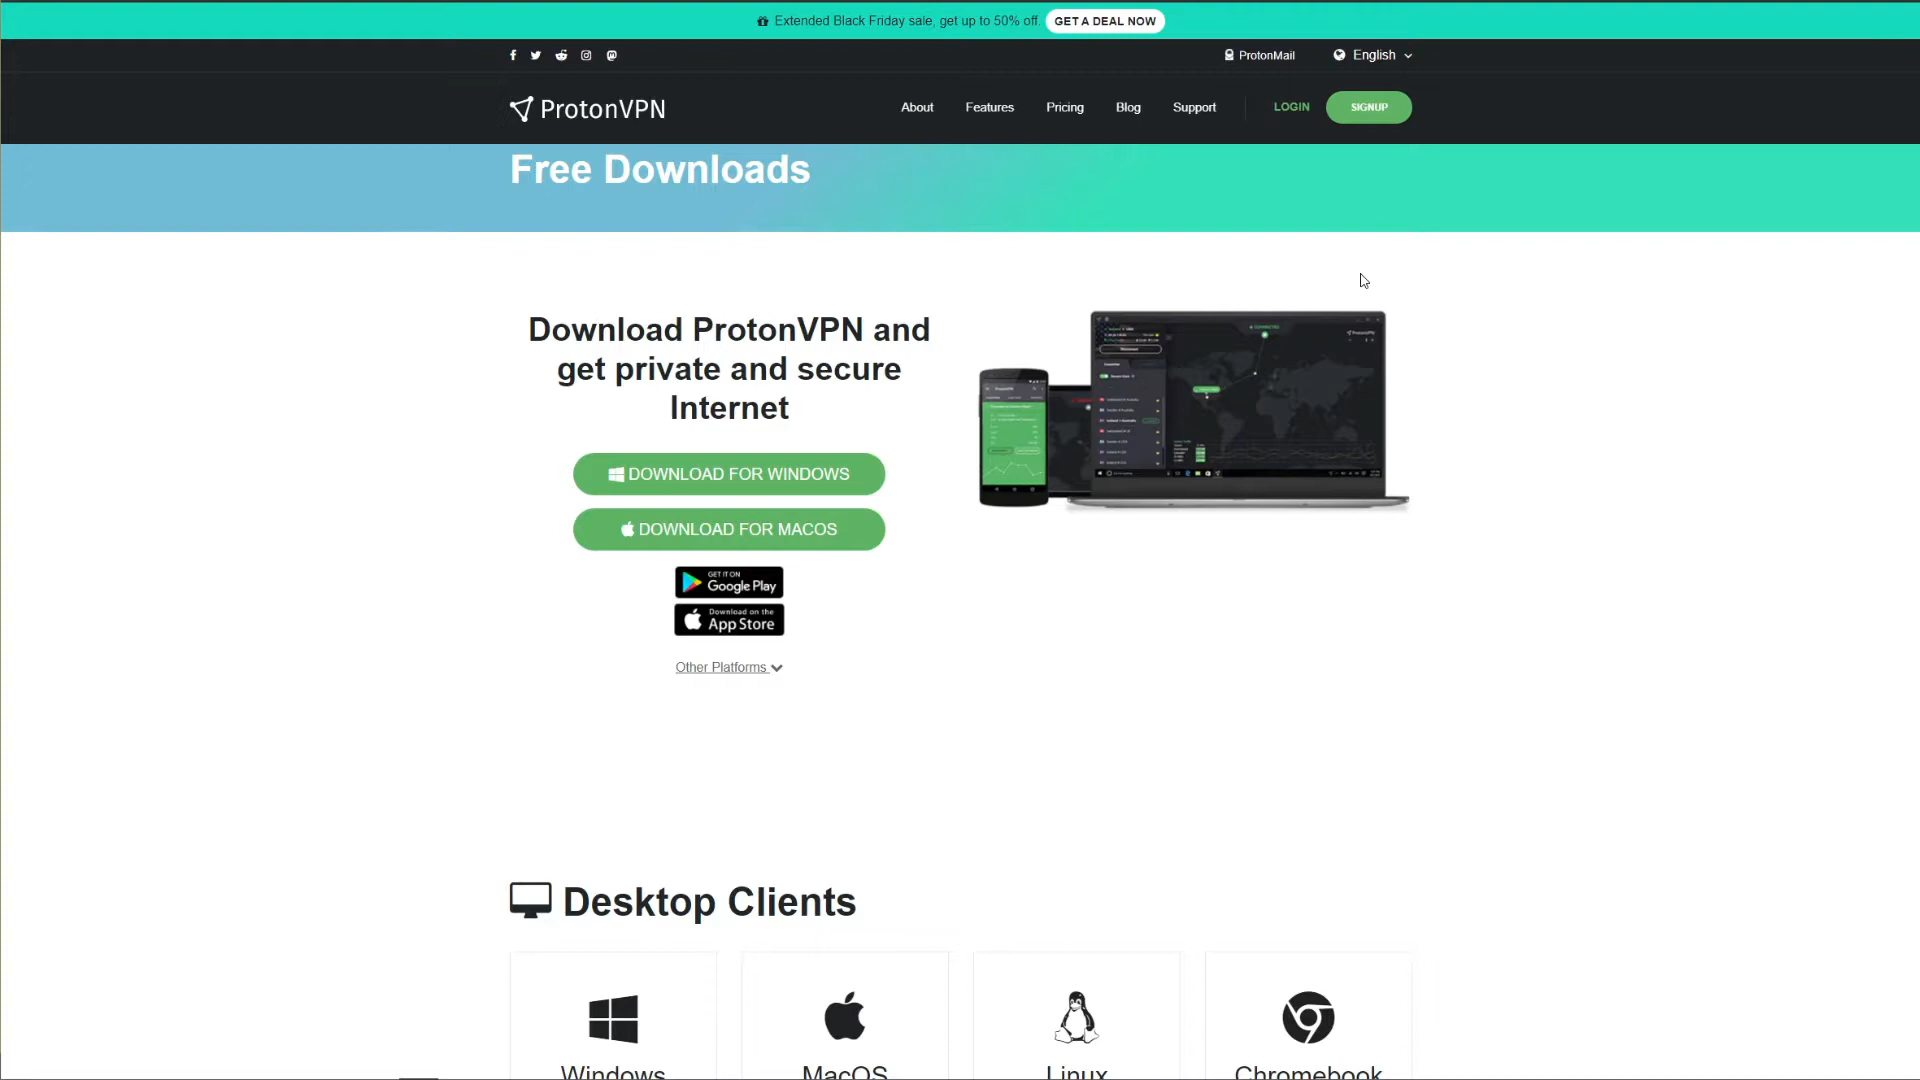 Extended Black Friday sale, get up to 50% off. GET A DEAL NOW
ProtonMail English
ProtonVPN About Features Pricing Blog Support LOGIN SIGNUP
Free Downloads
Download ProtonVPN and
get private and secure
Internet
DOWNLOAD FOR WINDOWS
DOWNLOAD FOR MACOS
GET IT ON
Google Play
Download on the
App Store
Other Platforms
Desktop Clients
Windows MacOS Linux Chromebook